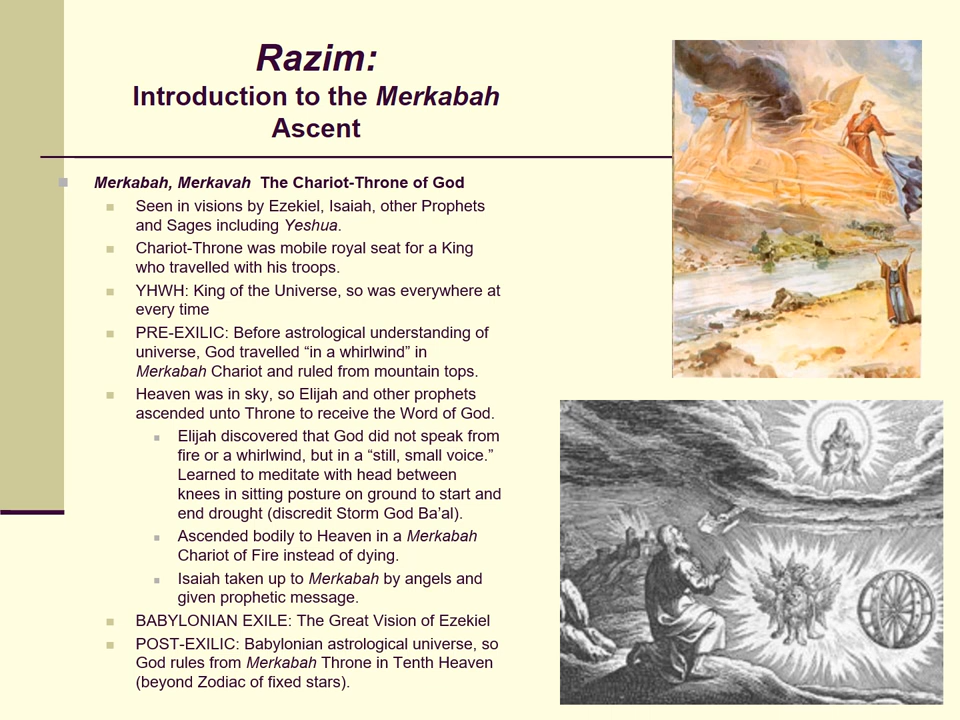 Razim:
Introduction to the Merkabah
Ascent
Merkabah, Merkavah  The Chariot-Throne of God
Seen in visions by Ezekiel, Isaiah, other Prophets
and Sages including Yeshua.
Chariot-Throne was mobile royal seat for a King
who travelled with his troops.
YHWH: King of the Universe, so was everywhere at
every time
PRE-EXILIC: Before astrological understanding of
universe, God travelled “in a whirlwind” in
Merkabah Chariot and ruled from mountain tops.
Heaven was in sky, so Elijah and other prophets
ascended unto Throne to receive the Word of God.
Elijah discovered that God did not speak from
fire or a whirlwind, but in a “still, small voice.”
Learned to meditate with head between
knees in sitting posture on ground to start and
end drought (discredit Storm God Ba’al).
Ascended bodily to Heaven in a Merkabah
Chariot of Fire instead of dying.
Isaiah taken up to Merkabah by angels and
given prophetic message.
BABYLONIAN EXILE: The Great Vision of Ezekiel
POST-EXILIC: Babylonian astrological universe, so
God rules from Merkabah Throne in Tenth Heaven
(beyond Zodiac of fixed stars).